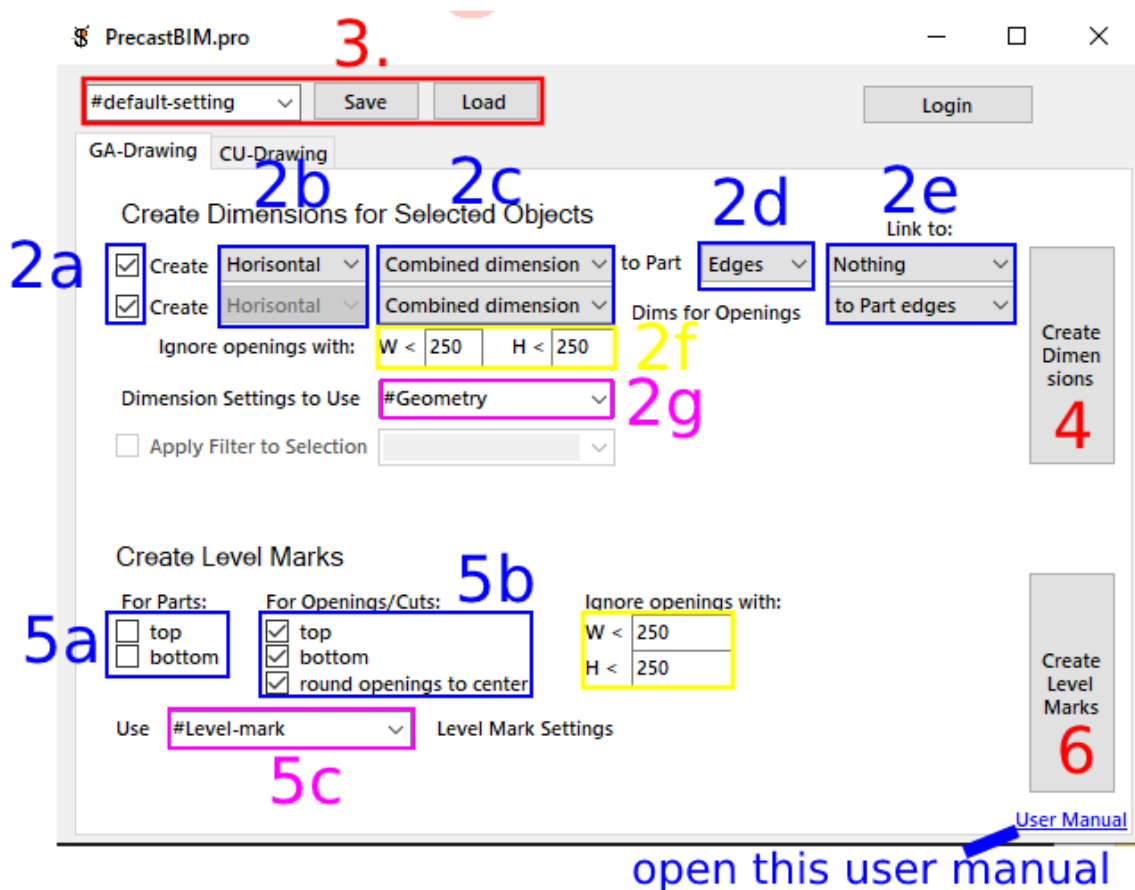 PrecastBIM.pro
3.
#default-setting Save Load Login
GA-Drawing CU-Drawing
2b 2c 2d 2e
Create Dimensions for Selected Objects
Link to:
2a
Create Horisontal Combined dimension to Part Edges Nothing
Create Horisontal Combined dimension Dims for Openings to Part edges
Ignore openings with: W < 250 H < 250 2f
Dimension Settings to Use #Geometry 2g
Apply Filter to Selection
Create
Dimen
sions
4
Create Level Marks
5b
For Parts: For Openings/Cuts: Ignore openings with:
5a
top top W < 250
bottom bottom H < 250
round openings to center
Use #Level-mark Level Mark Settings
5c
Create
Level
Marks
6
User Manual
open this user manual